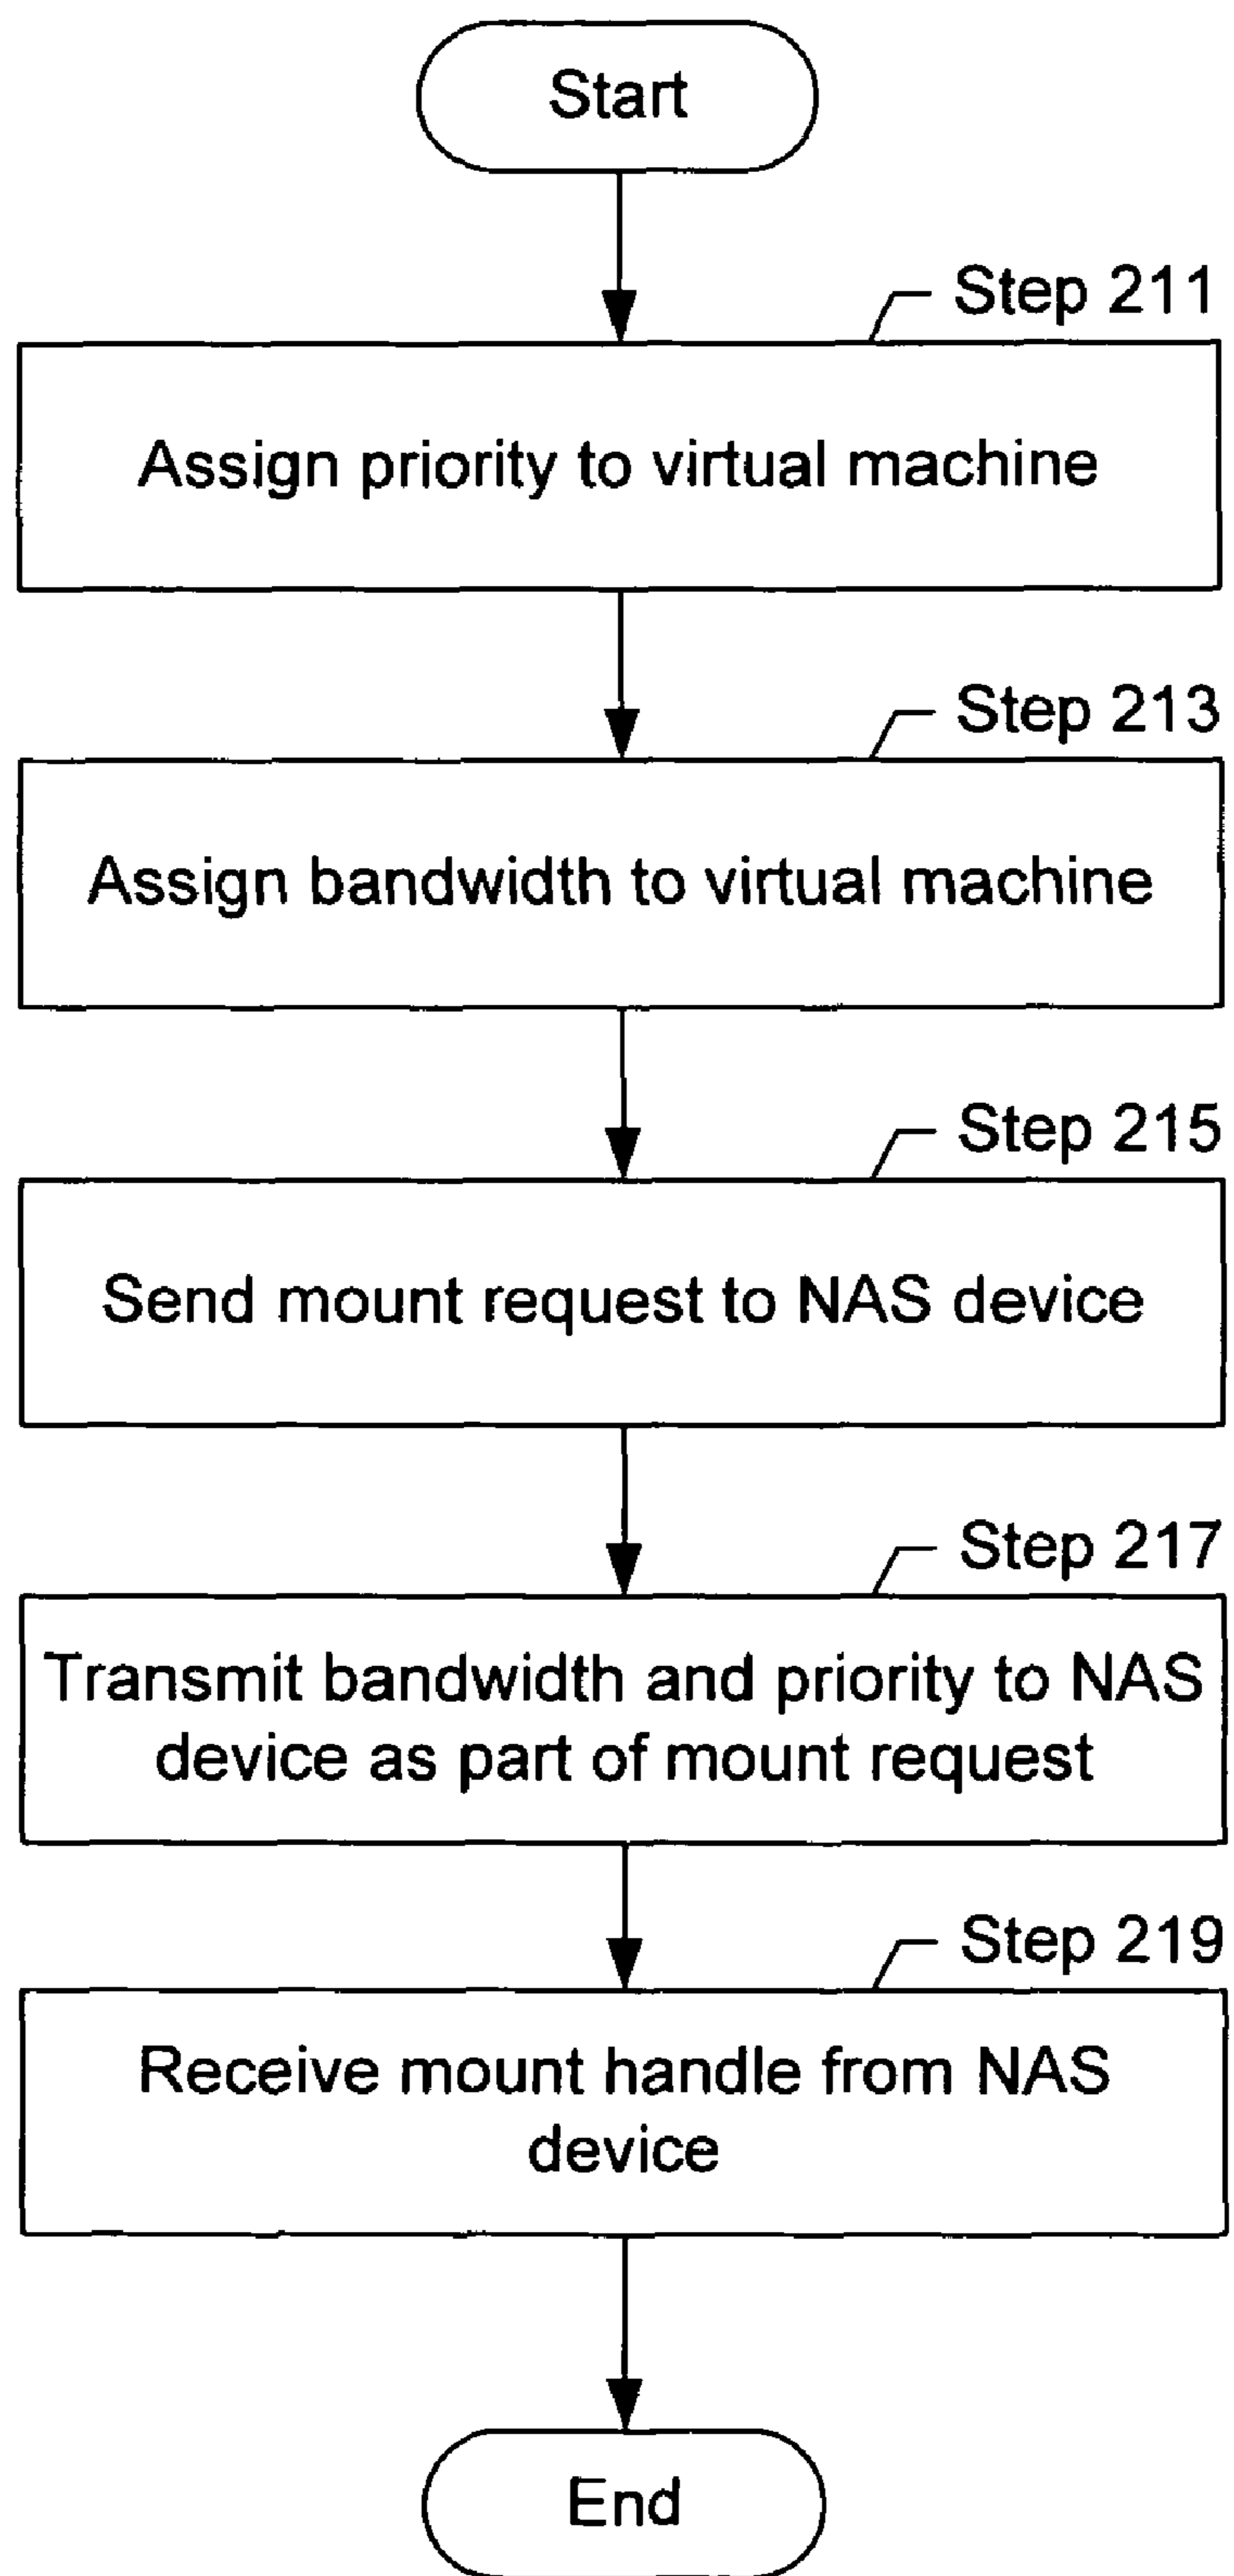 Start
Step 211
Assign priority to virtual machine
Step 213
Assign bandwidth to virtual machine
Step 215
Send mount request to NAS device
Step 217
Transmit bandwidth and priority to NAS
device as part of mount request
Step 219
Receive mount handle from NAS
device
End